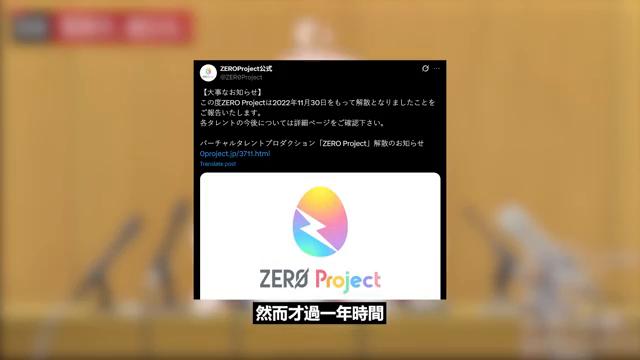 ZEROProject公式
@ZER0Project
【大事なお知らせ】
この度ZERO Projectは2022年11月30日をもって解散となりましたことを
ご報告いたします。
各タレントの今後については詳細ページをご確認下さい。
バーチャルタレントプロダクション「ZERO Project」解散のお知らせ
0project.jp/3711.html
Translate post
ZERØ Project
然而才過一年時間